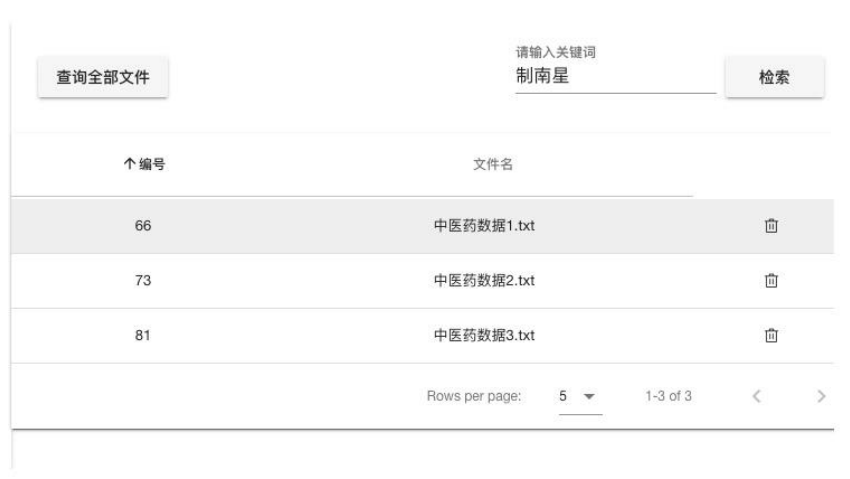 请输入关键词
查询全部文件 制南星 检索
↑编号 文件名
66 中医药数据1.txt
73 中医药数据2.txt
81 中医药数据3.txt
Rows per page: 5 1-3 of 3